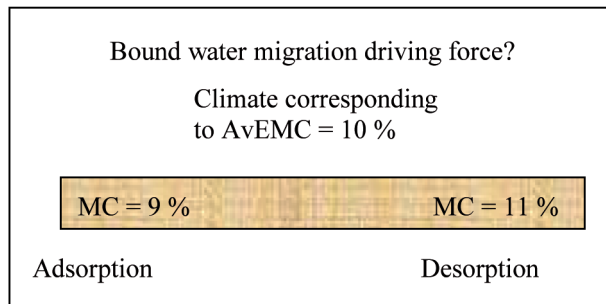 Bound water migration driving force?
Climate corresponding
to AvEMC = 10 %
MC = 9 %
MC = 11 %
Adsorption
Desorption